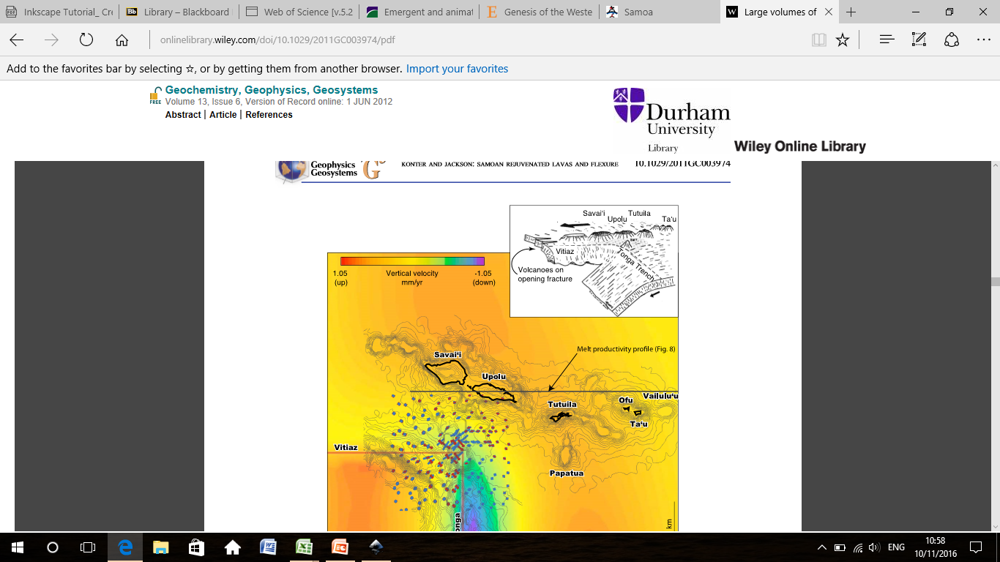 Inkscape Tutorial_ Cre
Library – Blackboard
Web of Science [v.5.2
Emergent and animat
Genesis of the Weste
Samoa
Large volumes of
onlinelibrary.wiley.com/doi/10.1029/2011GC003974/pdf
Add to the favorites bar by selecting ☆, or by getting them from another browser. Import your favorites
Geochemistry, Geophysics, Geosystems
FREE
Volume 13, Issue 6, Version of Record online: 1 JUN 2012
Abstract | Article | References
Durham
University
Library
Wiley Online Library
Geophysics
Geosystems
G3
KONTER AND JACKSON: SAMOAN REJUVENATED LAVAS AND FLEXURE
10.1029/2011GC003974
Savai'i
Upolu
Tutuila
Ta'u
Vitiaz
Tonga Trench
Volcanoes on
opening fracture
1.05
(up)
Vertical velocity
mm/yr
-1.05
(down)
Melt productivity profile (Fig. 8)
Savai'i
Upolu
Tutuila
Ofu
Vailulu'u
Ta'u
Vitiaz
Papatua
onga
km
ENG
10:58
10/11/2016